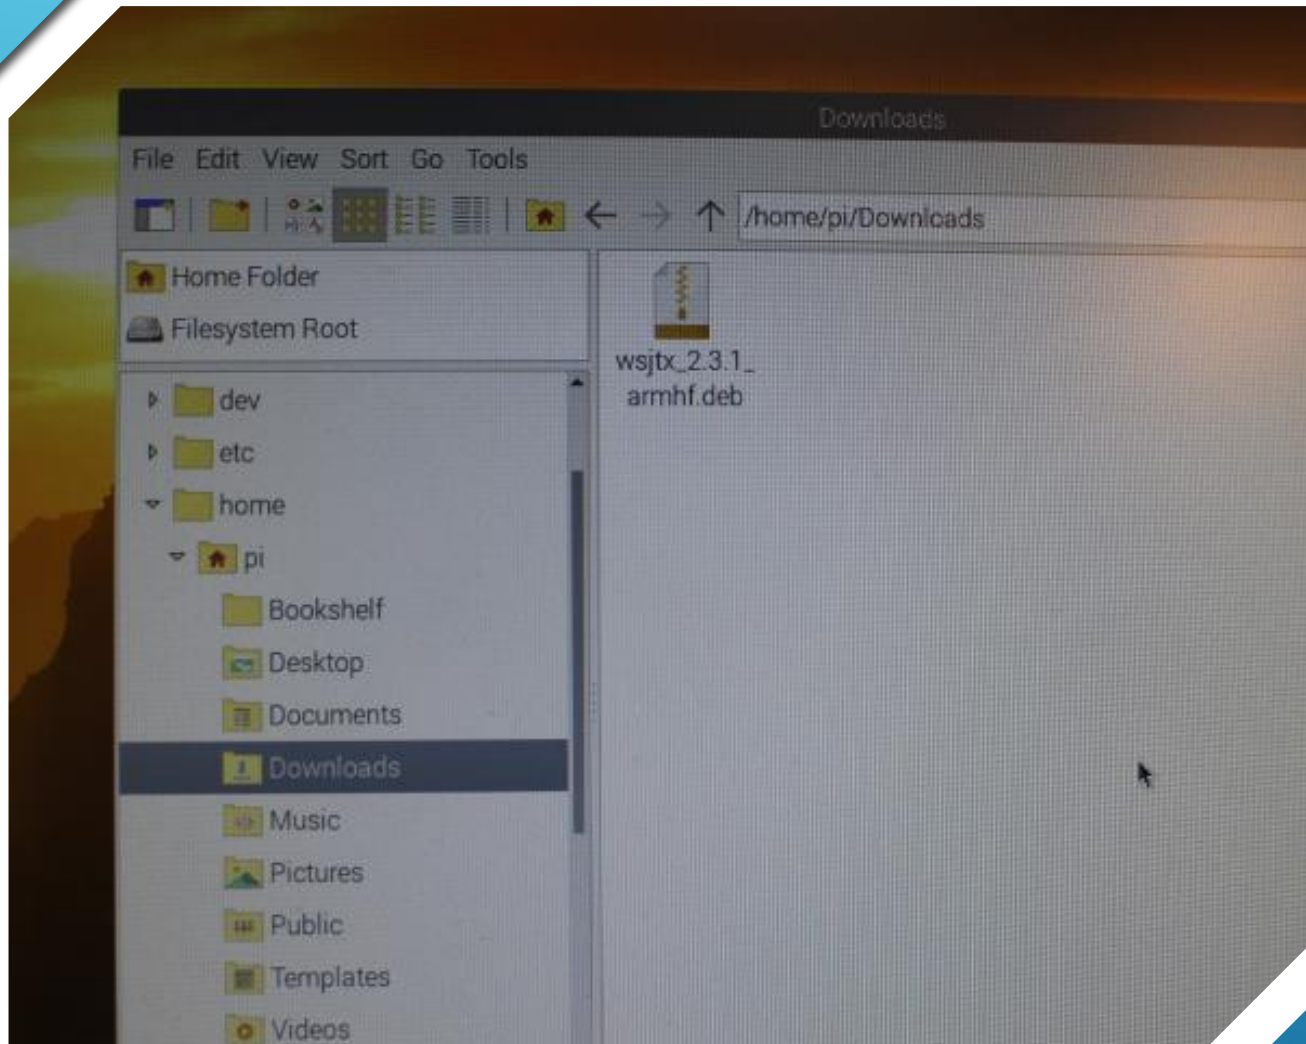 Downloads
File Edit View Sort Go Tools
/home/pi/Downloads
Home Folder
Filesystem Root
dev
etc
home
pi
Bookshelf
Desktop
Documents
Downloads
Music
Pictures
Public
Templates
Videos
wsjtx_2.3.1_
armhf.deb